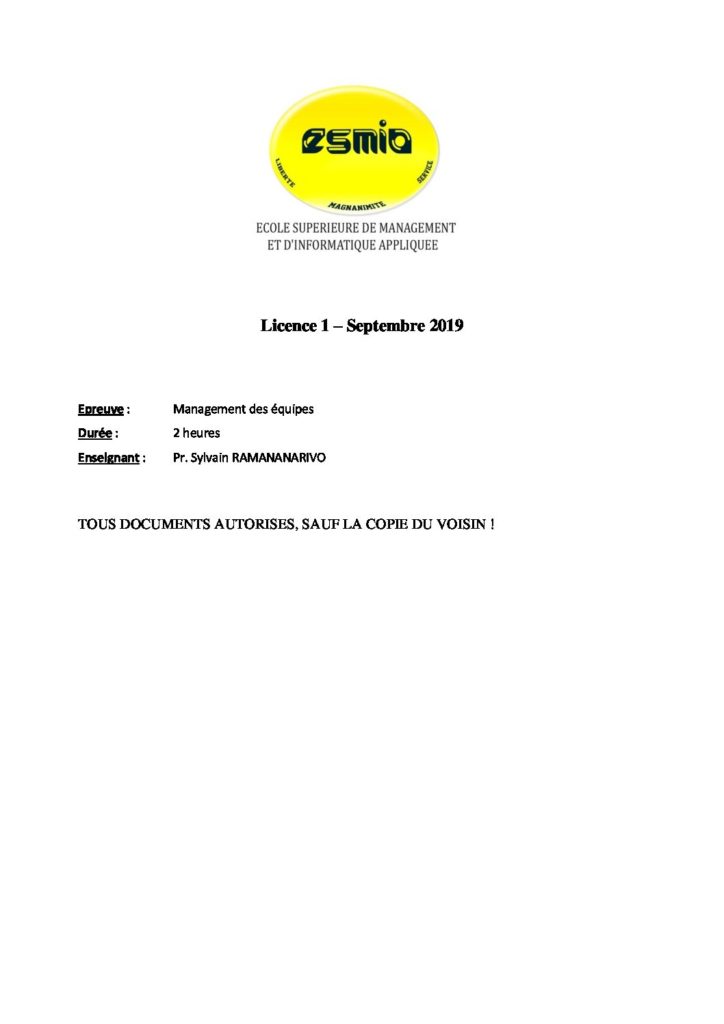 esmia
LIBERTE
MAGNANIMITE
SERVICE
ECOLE SUPERIEURE DE MANAGEMENT
ET D'INFORMATIQUE APPLIQUEE
Licence 1 – Septembre 2019
Epreuve : Management des équipes
Durée : 2 heures
Enseignant : Pr. Sylvain RAMANANARIVO
TOUS DOCUMENTS AUTORISES, SAUF LA COPIE DU VOISIN !